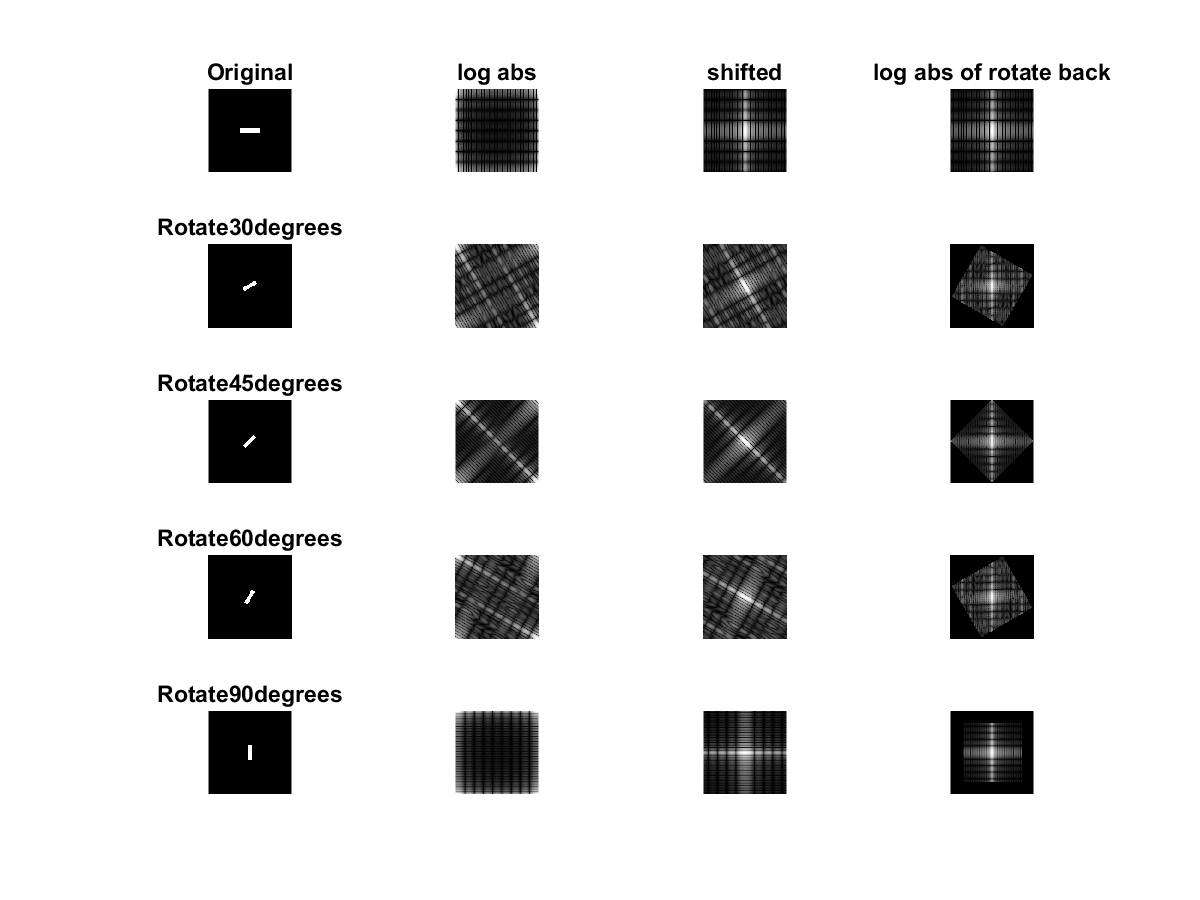 Original
log abs
shifted
log abs of rotate back
Rotate30degrees
Rotate45degrees
Rotate60degrees
Rotate90degrees